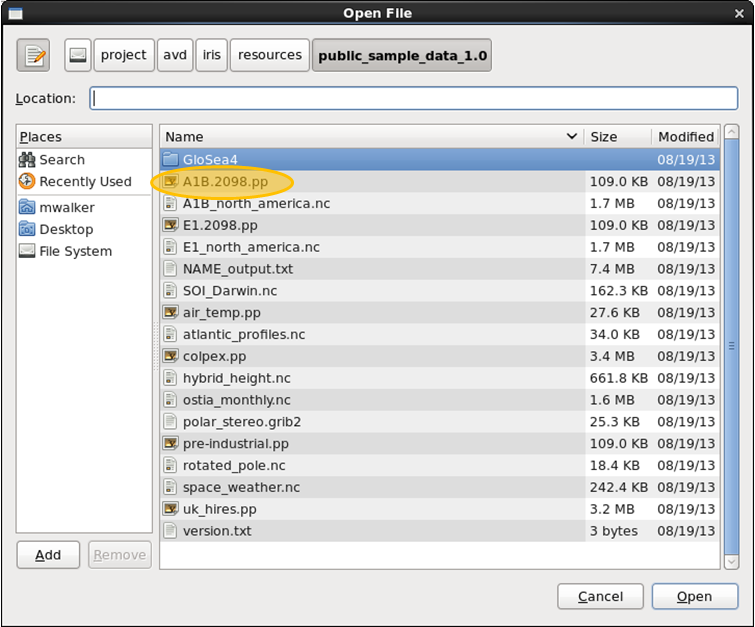 Open File
project avd iris resources public_sample_data_1.0
Location:
Places Name Size Modified
Search GloSea4 08/19/13
Recently Used A1B.2098.pp 109.0 KB 08/19/13
A1B_north_america.nc 1.7 MB 08/19/13
mwalker E1.2098.pp 109.0 KB 08/19/13
Desktop E1_north_america.nc 1.7 MB 08/19/13
File System NAME_output.txt 7.4 MB 08/19/13
SOI_Darwin.nc 162.3 KB 08/19/13
air_temp.pp 27.6 KB 08/19/13
atlantic_profiles.nc 34.0 KB 08/19/13
colpex.pp 3.4 MB 08/19/13
hybrid_height.nc 661.8 KB 08/19/13
ostia_monthly.nc 1.6 MB 08/19/13
polar_stereo.grib2 25.3 KB 08/19/13
pre-industrial.pp 109.0 KB 08/19/13
rotated_pole.nc 18.4 KB 08/19/13
space_weather.nc 242.4 KB 08/19/13
uk_hires.pp 3.2 MB 08/19/13
version.txt 3 bytes 08/19/13
Add Remove
Cancel Open